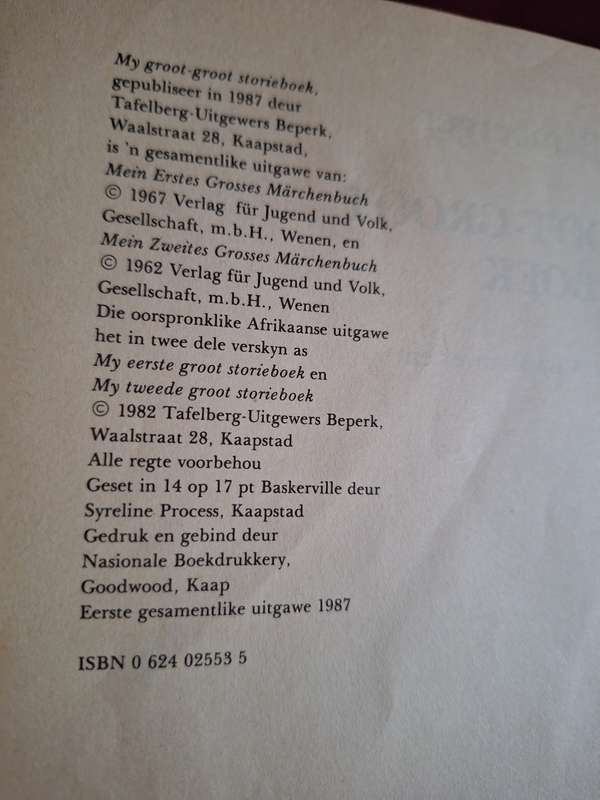 My groot-groot storieboek,
gepubliseer in 1987 deur
Tafelberg-Uitgewers Beperk,
Waalstraat 28, Kaapstad,
is 'n gesamentlike uitgawe van:
Mein Erstes Grosses Märchenbuch
© 1967 Verlag für Jugend und Volk,
Gesellschaft, m.b.H., Wenen, en
Mein Zweites Grosses Märchenbuch
© 1962 Verlag für Jugend und Volk,
Gesellschaft, m.b.H., Wenen
Die oorspronklike Afrikaanse uitgawe
het in twee dele verskyn as
My eerste groot storieboek en
My tweede groot storieboek
© 1982 Tafelberg-Uitgewers Beperk,
Waalstraat 28, Kaapstad
Alle regte voorbehou
Geset in 14 op 17 pt Baskerville deur
Syreline Process, Kaapstad
Gedruk en gebind deur
Nasionale Boekdrukkery,
Goodwood, Kaap
Eerste gesamentlike uitgawe 1987
ISBN 0 624 02553 5